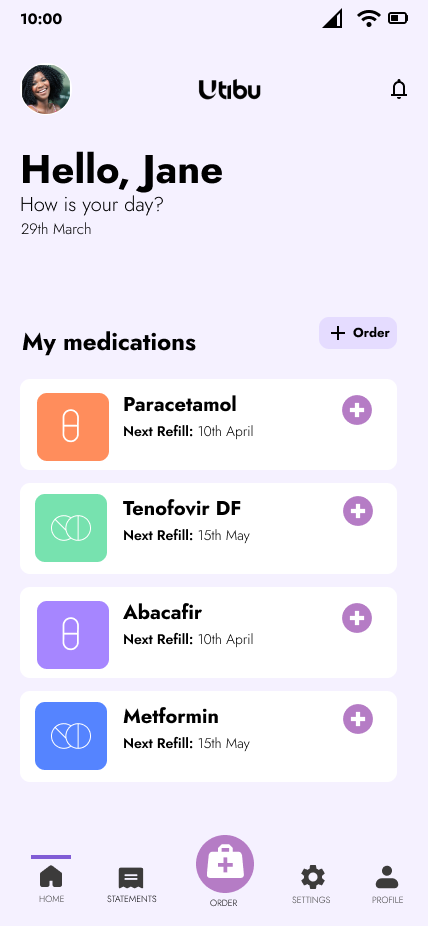 10:00
Utibu
Hello, Jane
How is your day?
29th March
My medications
Order
Paracetamol
Next Refill: 10th April
Tenofovir DF
Next Refill: 15th May
Abacafir
Next Refill: 10th April
Metformin
Next Refill: 15th May
HOME
STATEMENTS
ORDER
SETTINGS
PROFILE